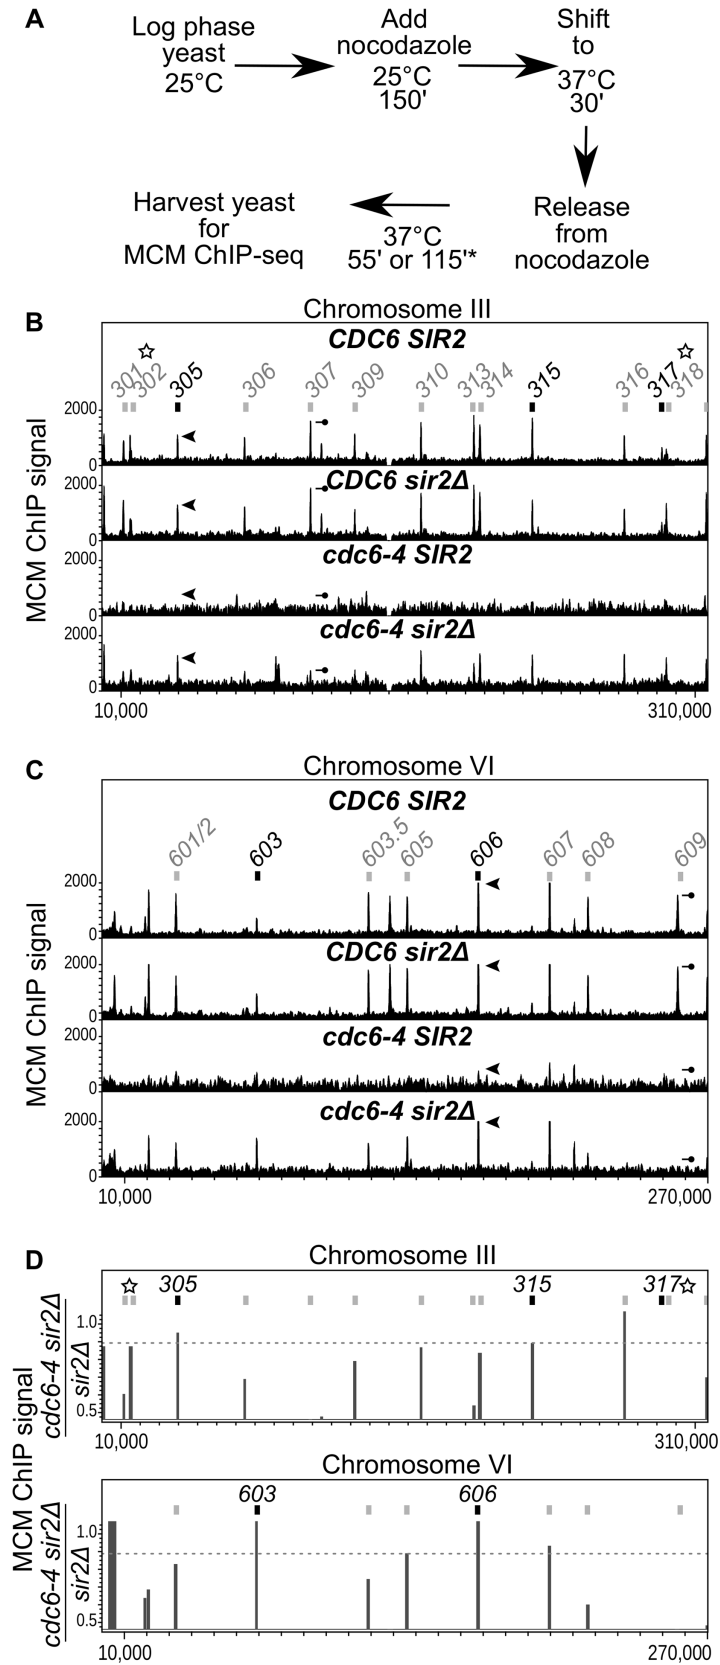 A
Log phase
yeast
25°C
Add
nocodazole
25°C
150'
Shift
to
37°C
30'
Release
from
nocodazole
37°C
55' or 115'*
Harvest yeast
for
MCM ChIP-seq
B
Chromosome III
CDC6 SIR2
301
302
305
306
307
309
310
313
314
315
316
317
318
MCM ChIP signal
2000
0
CDC6 sir2Δ
2000
0
cdc6-4 SIR2
2000
0
cdc6-4 sir2Δ
2000
0
10,000 310,000
C
Chromosome VI
CDC6 SIR2
601/2
603
603.5
605
606
607
608
609
MCM ChIP signal
2000
0
CDC6 sir2Δ
2000
0
cdc6-4 SIR2
2000
0
cdc6-4 sir2Δ
2000
0
10,000 270,000
D
Chromosome III
305 315 317
MCM ChIP signal
cdc6-4 sir2Δ
sir2Δ
1.0
0.5
10,000 310,000
Chromosome VI
603 606
cdc6-4 sir2Δ
sir2Δ
1.0
0.5
10,000 270,000